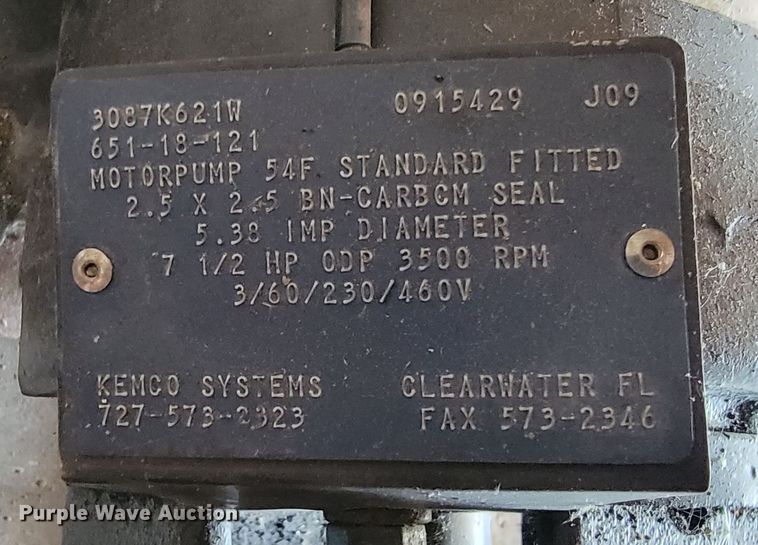 3087K621W 0915429 J09
651-18-121
MOTORPUMP 54F STANDARD FITTED
2.5 X 2.5 BN-CARBCM SEAL
5.38 IMP DIAMETER
7 1/2 HP ODP 3500 RPM
3/60/230/460V
KEMCO SYSTEMS CLEARWATER FL
727-573-2323 FAX 573-2346
Purple Wave Auction